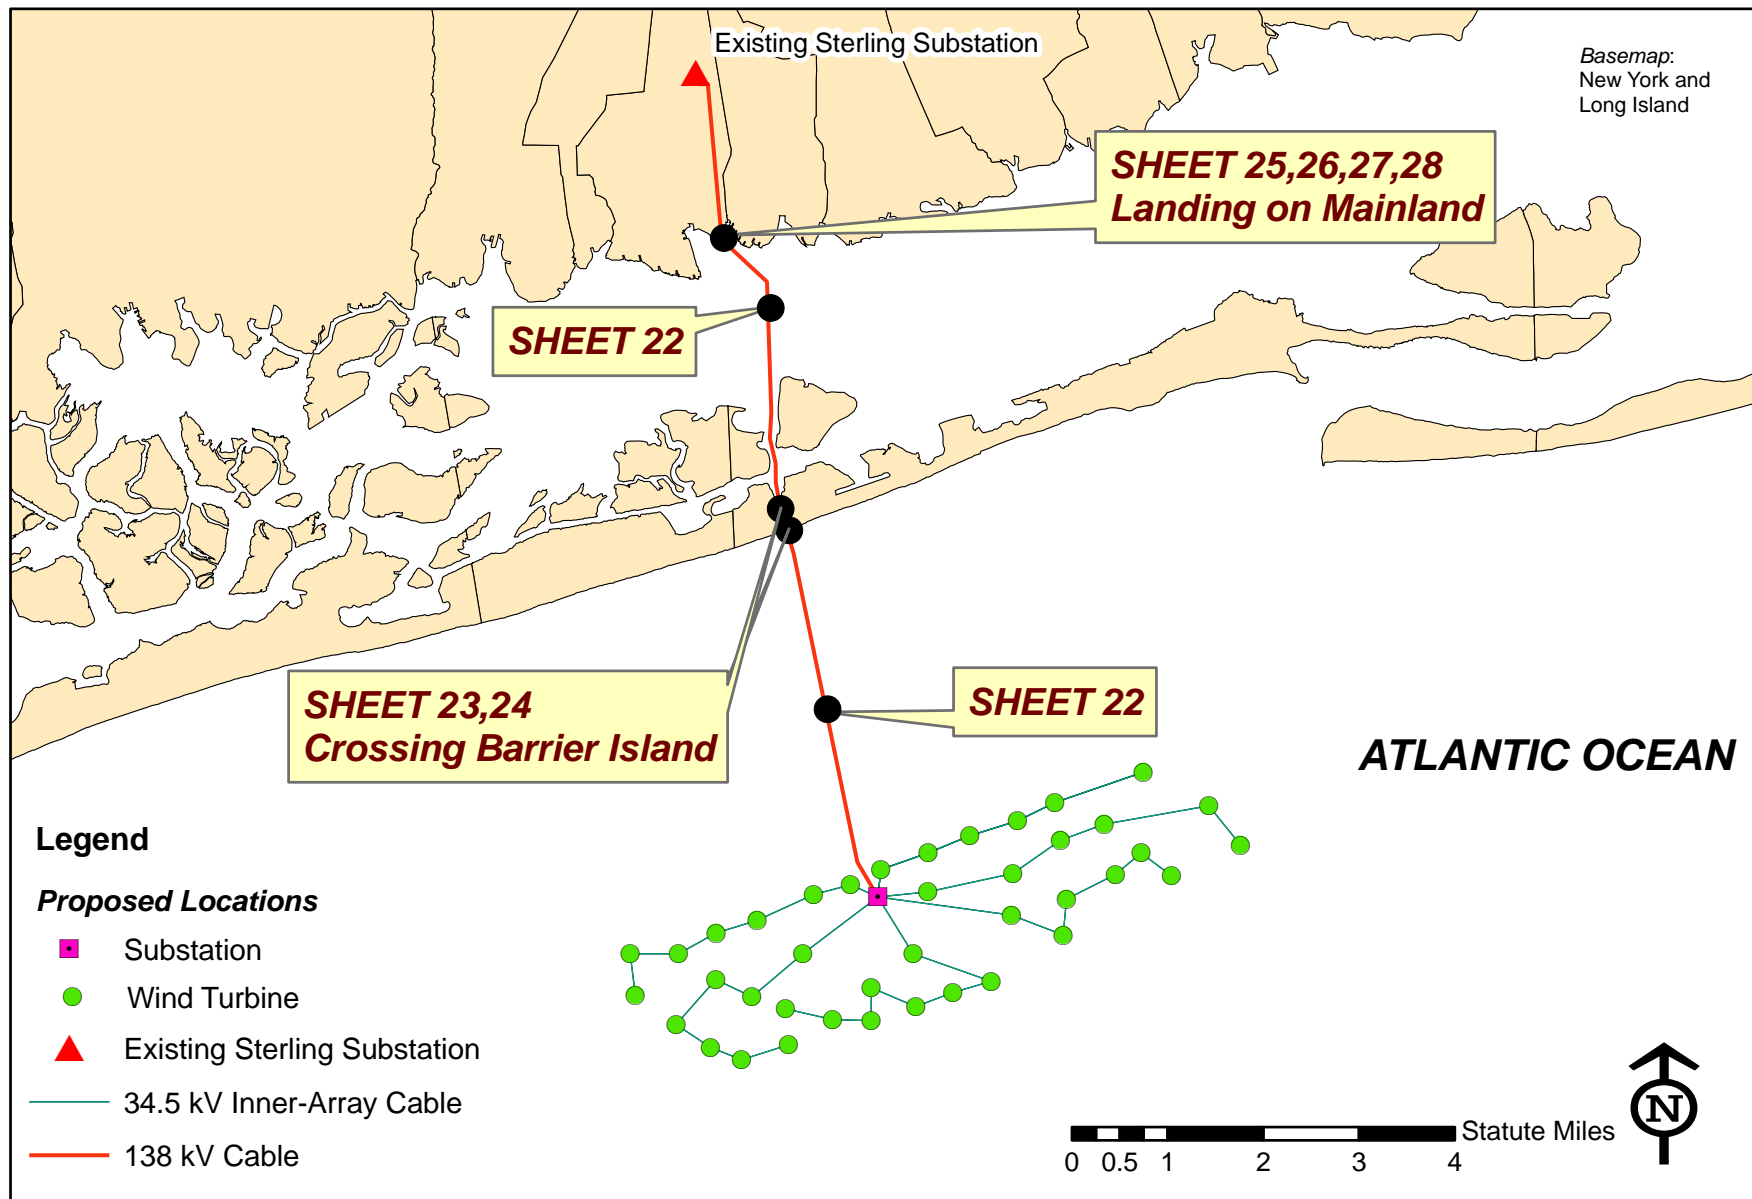 Existing Sterling Substation
Basemap:
New York and
Long Island
SHEET 25,26,27,28
Landing on Mainland
SHEET 22
SHEET 23,24
Crossing Barrier Island
SHEET 22
ATLANTIC OCEAN
Legend
Proposed Locations
Substation
Wind Turbine
Existing Sterling Substation
34.5 kV Inner-Array Cable
138 kV Cable
N
Statute Miles
0 0.5 1 2 3 4